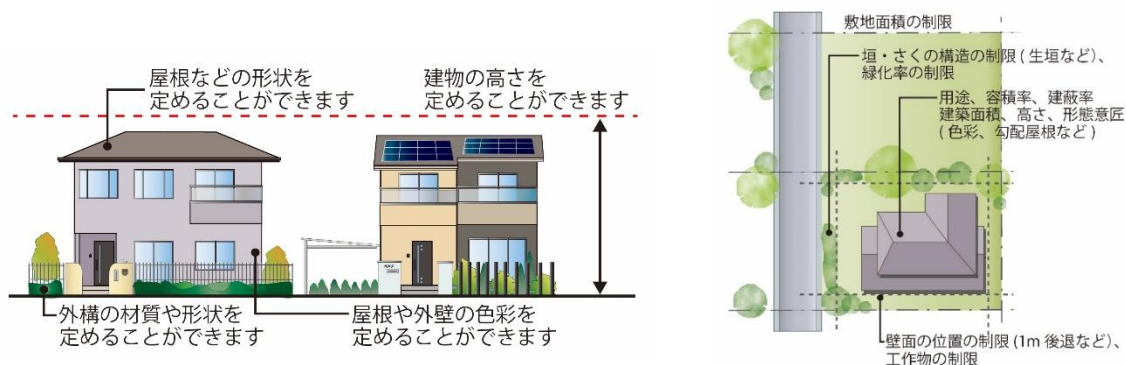 屋根などの形状を
定めることができます
建物の高さを
定めることができます
外構の材質や形状を
定めることができます
屋根や外壁の色彩を
定めることができます
敷地面積の制限
垣・さくの構造の制限(生垣など)、
緑化率の制限
用途、容積率、建蔽率
建築面積、高さ、形態意匠
(色彩、勾配屋根など)
壁面の位置の制限(1m後退など)、
工作物の制限